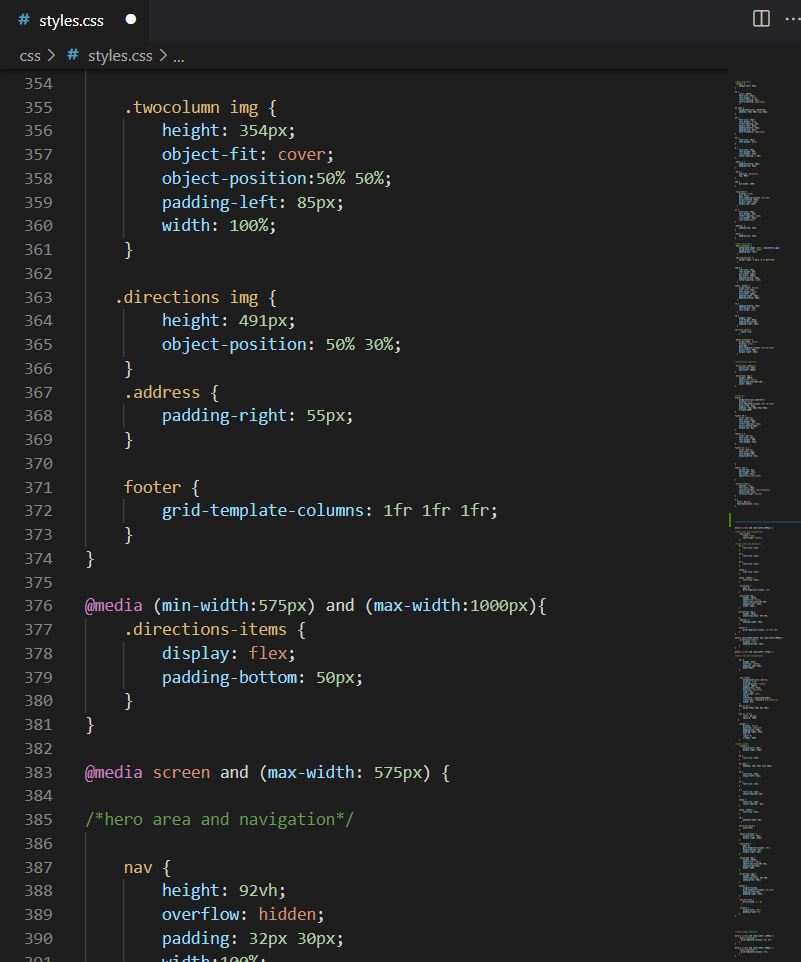 # styles.css ●
css > # styles.css > ...
354
355 .twocolumn img {
356 height: 354px;
357 object-fit: cover;
358 object-position:50% 50%;
359 padding-left: 85px;
360 width: 100%;
361 }
362
363 .directions img {
364 height: 491px;
365 object-position: 50% 30%;
366 }
367 .address {
368 padding-right: 55px;
369 }
370
371 footer {
372 grid-template-columns: 1fr 1fr 1fr;
373 }
374 }
375
376 @media (min-width:575px) and (max-width:1000px){
377 .directions-items {
378 display: flex;
379 padding-bottom: 50px;
380 }
381 }
382
383 @media screen and (max-width: 575px) {
384
385 /*hero area and navigation*/
386
387 nav {
388 height: 92vh;
389 overflow: hidden;
390 padding: 32px 30px;
391 width:100%;